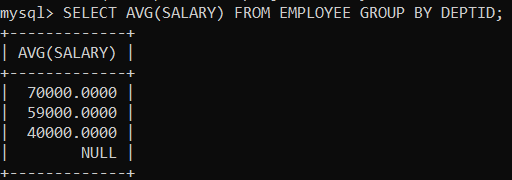 mysql> SELECT AVG(SALARY) FROM EMPLOYEE GROUP BY DEPTID;
+-------------+
| AVG(SALARY) |
+-------------+
|  70000.0000 |
|  59000.0000 |
|  40000.0000 |
|        NULL |
+-------------+